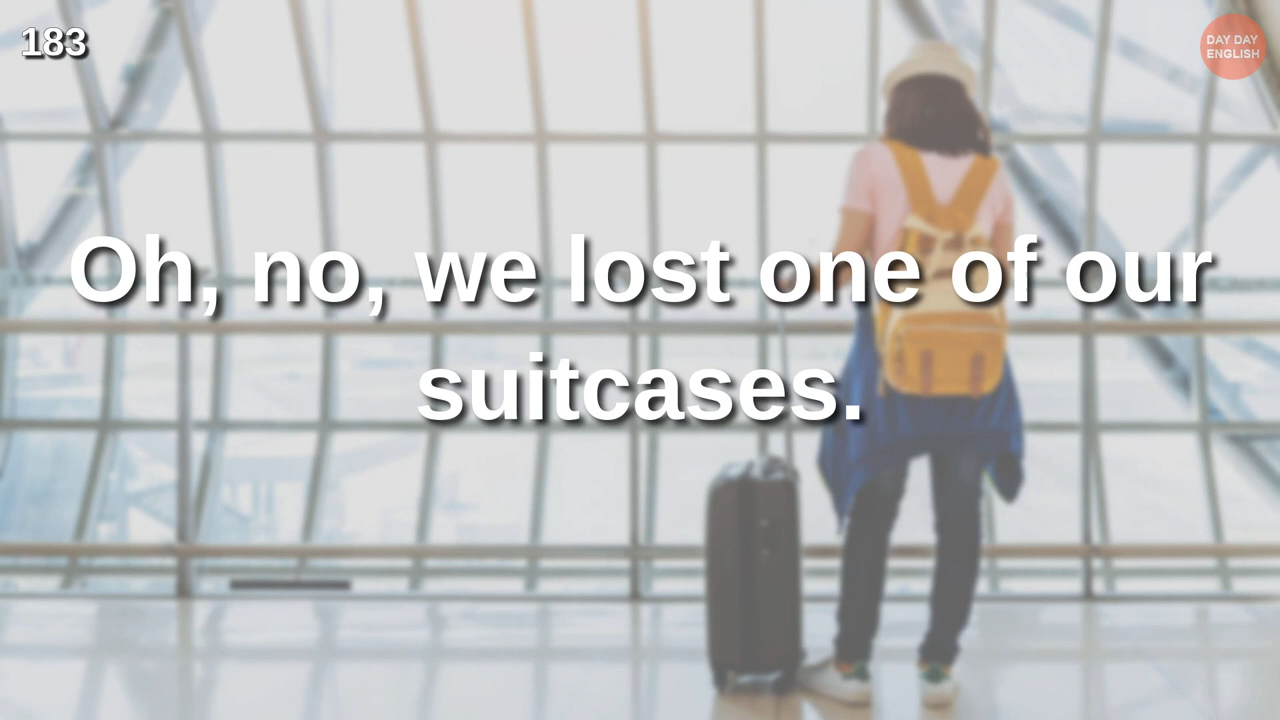 183
DAY DAY
ENGLISH
Oh, no, we lost one of our
suitcases.